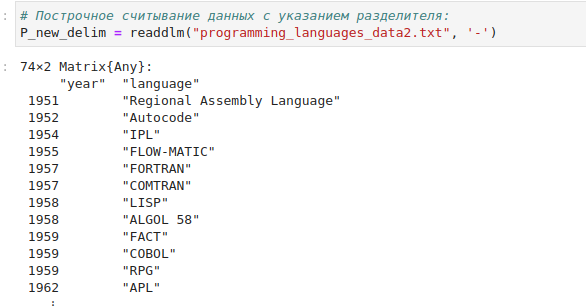 # Построчное считывание данных с указанием разделителя:
P_new_delim = readdlm("programming_languages_data2.txt", '-')
74×2 Matrix{Any}:
"year" "language"
1951 "Regional Assembly Language"
1952 "Autocode"
1954 "IPL"
1955 "FLOW-MATIC"
1957 "FORTRAN"
1957 "COMTRAN"
1958 "LISP"
1958 "ALGOL 58"
1959 "FACT"
1959 "COBOL"
1959 "RPG"
1962 "APL"
⋮